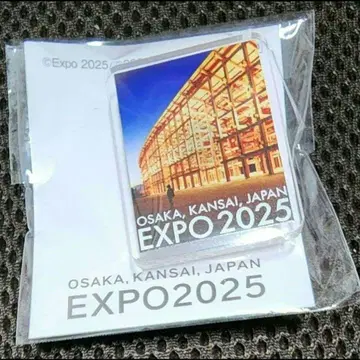 ©Expo 2025
OSAKA, KANSAI, JAPAN
EXPO 2025
OSAKA, KANSAI, JAPAN
EXPO2025